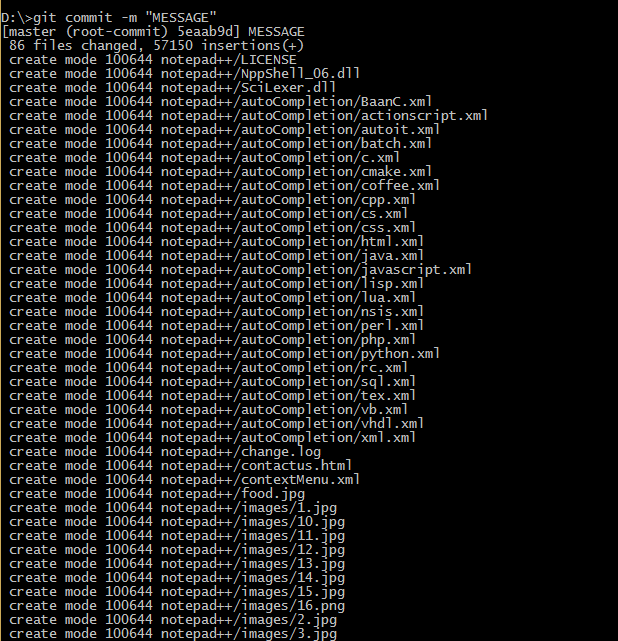 D:\>git commit -m "MESSAGE"
[master (root-commit) 5eaab9d] MESSAGE
 86 files changed, 57150 insertions(+)
 create mode 100644 notepad++/LICENSE
 create mode 100644 notepad++/NppShell_06.dll
 create mode 100644 notepad++/SciLexer.dll
 create mode 100644 notepad++/autoCompletion/BaanC.xml
 create mode 100644 notepad++/autoCompletion/actionscript.xml
 create mode 100644 notepad++/autoCompletion/autoit.xml
 create mode 100644 notepad++/autoCompletion/batch.xml
 create mode 100644 notepad++/autoCompletion/c.xml
 create mode 100644 notepad++/autoCompletion/cmake.xml
 create mode 100644 notepad++/autoCompletion/coffee.xml
 create mode 100644 notepad++/autoCompletion/cpp.xml
 create mode 100644 notepad++/autoCompletion/cs.xml
 create mode 100644 notepad++/autoCompletion/css.xml
 create mode 100644 notepad++/autoCompletion/html.xml
 create mode 100644 notepad++/autoCompletion/java.xml
 create mode 100644 notepad++/autoCompletion/javascript.xml
 create mode 100644 notepad++/autoCompletion/lisp.xml
 create mode 100644 notepad++/autoCompletion/lua.xml
 create mode 100644 notepad++/autoCompletion/nsis.xml
 create mode 100644 notepad++/autoCompletion/perl.xml
 create mode 100644 notepad++/autoCompletion/php.xml
 create mode 100644 notepad++/autoCompletion/python.xml
 create mode 100644 notepad++/autoCompletion/rc.xml
 create mode 100644 notepad++/autoCompletion/sql.xml
 create mode 100644 notepad++/autoCompletion/tex.xml
 create mode 100644 notepad++/autoCompletion/vb.xml
 create mode 100644 notepad++/autoCompletion/vhdl.xml
 create mode 100644 notepad++/autoCompletion/xml.xml
 create mode 100644 notepad++/change.log
 create mode 100644 notepad++/contactus.html
 create mode 100644 notepad++/contextMenu.xml
 create mode 100644 notepad++/food.jpg
 create mode 100644 notepad++/images/1.jpg
 create mode 100644 notepad++/images/10.jpg
 create mode 100644 notepad++/images/11.jpg
 create mode 100644 notepad++/images/12.jpg
 create mode 100644 notepad++/images/13.jpg
 create mode 100644 notepad++/images/14.jpg
 create mode 100644 notepad++/images/15.jpg
 create mode 100644 notepad++/images/16.png
 create mode 100644 notepad++/images/2.jpg
 create mode 100644 notepad++/images/3.jpg